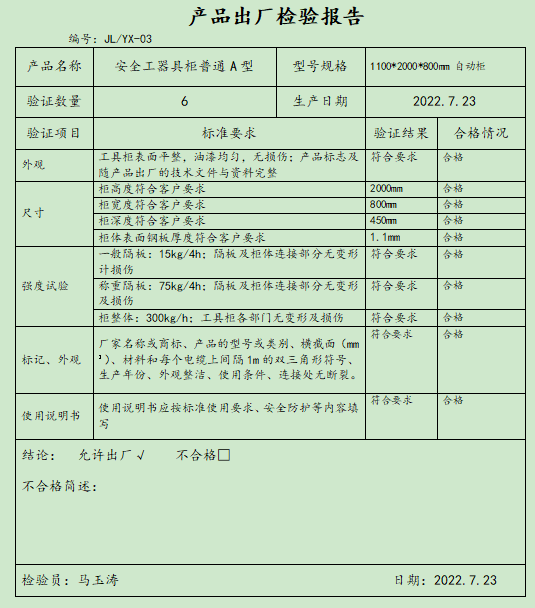 产品出厂检验报告
编号：JL/YX-03
产品名称 安全工器具柜普通A型 型号规格 1100*2000*800mm 自动柜
验证数量 6 生产日期 2022.7.23
验证项目 标准要求 验证结果 合格情况
外观 工具柜表面平整，油漆均匀，无损伤；产品标志及 符合要求 合格
随产品出厂的技术文件与资料完整
尺寸 柜高度符合客户要求 2000mm 合格
柜宽度符合客户要求 800mm 合格
柜深度符合客户要求 450mm 合格
柜体表面钢板厚度符合客户要求 1.1mm 合格
强度试验 一般隔板：15kg/4h；隔板及柜体连接部分无变形 符合要求 合格
计损伤
称重隔板：75kg/4h；隔板及柜体连接部分无变形 符合要求 合格
及损伤
柜整体：300kg/h；工具柜各部门无变形及损伤 符合要求 合格
标记、外观 厂家名称或商标、产品的型号或类别、横截面（mm 符合要求 合格
³）、材料和每个电缆上间隔1m的双三角形符号、
生产年份、外观整洁、使用条件、连接处无断裂。
使用说明书 使用说明书应按标准使用要求、安全防护等内容填 符合要求 合格
写
结论： 允许出厂√ 不合格□
不合格简述：
检验员：马玉涛 日期：2022.7.23